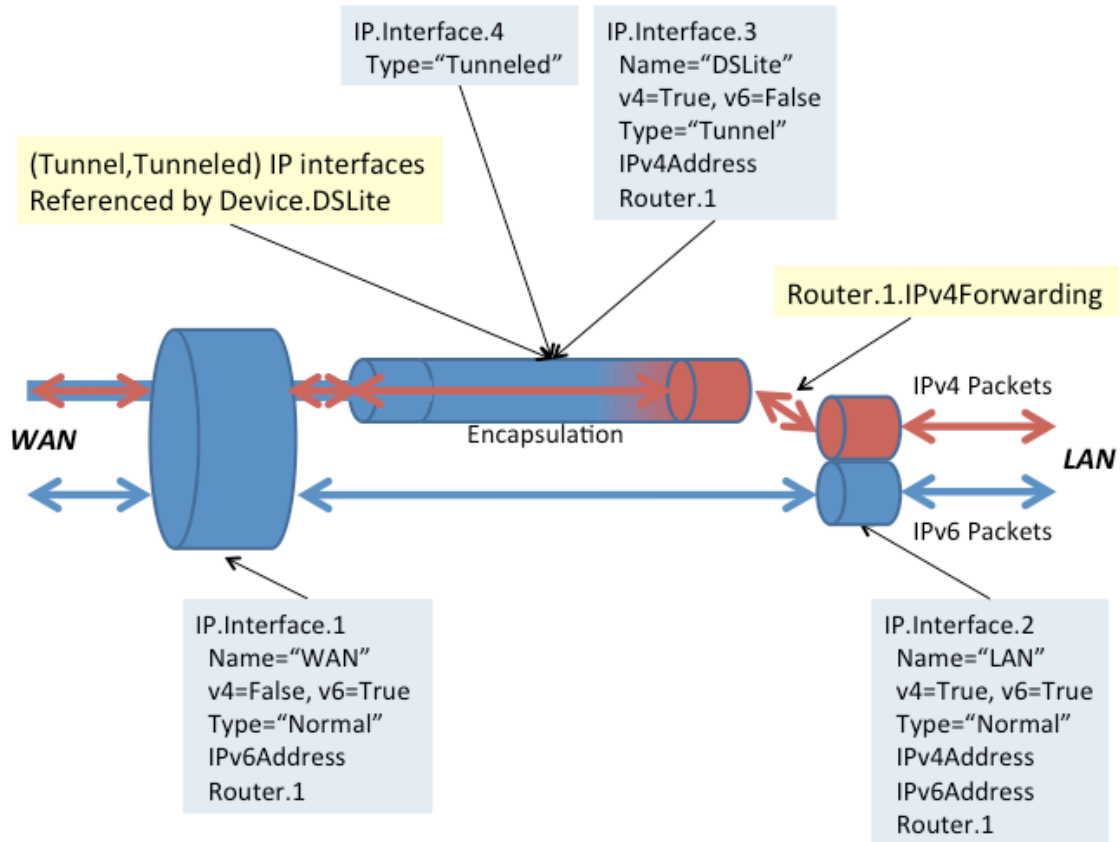 IP.Interface.4
Type=“Tunneled”
IP.Interface.3
Name=“DSLite”
v4=True, v6=False
Type=“Tunnel”
IPv4Address
Router.1
(Tunnel,Tunneled) IP interfaces
Referenced by Device.DSLite
Router.1.IPv4Forwarding
IPv4 Packets
WAN
Encapsulation
LAN
IPv6 Packets
IP.Interface.1
Name=“WAN”
v4=False, v6=True
Type=“Normal”
IPv6Address
Router.1
IP.Interface.2
Name=“LAN”
v4=True, v6=True
Type=“Normal”
IPv4Address
IPv6Address
Router.1